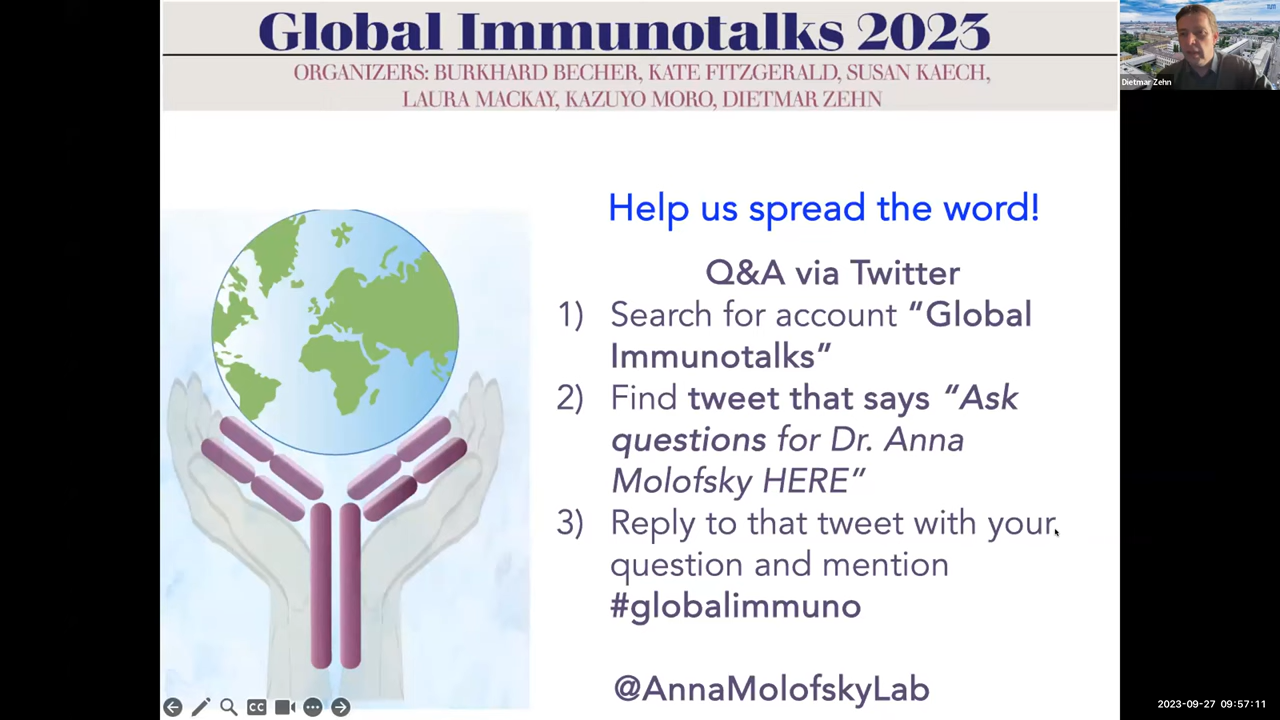 Global Immunotalks 2023
ORGANIZERS: BURKHARD BECHER, KATE FITZGERALD, SUSAN KAECH,
LAURA MACKAY, KAZUYO MORO, DIETMAR ZEHN
Dietmar Zehn
Help us spread the word!
Q&A via Twitter
1) Search for account "Global
Immunotalks"
2) Find tweet that says "Ask
questions for Dr. Anna
Molofsky HERE"
3) Reply to that tweet with your
question and mention
#globalimmuno
@AnnaMolofskyLab
CC
2023-09-27 09:57:11